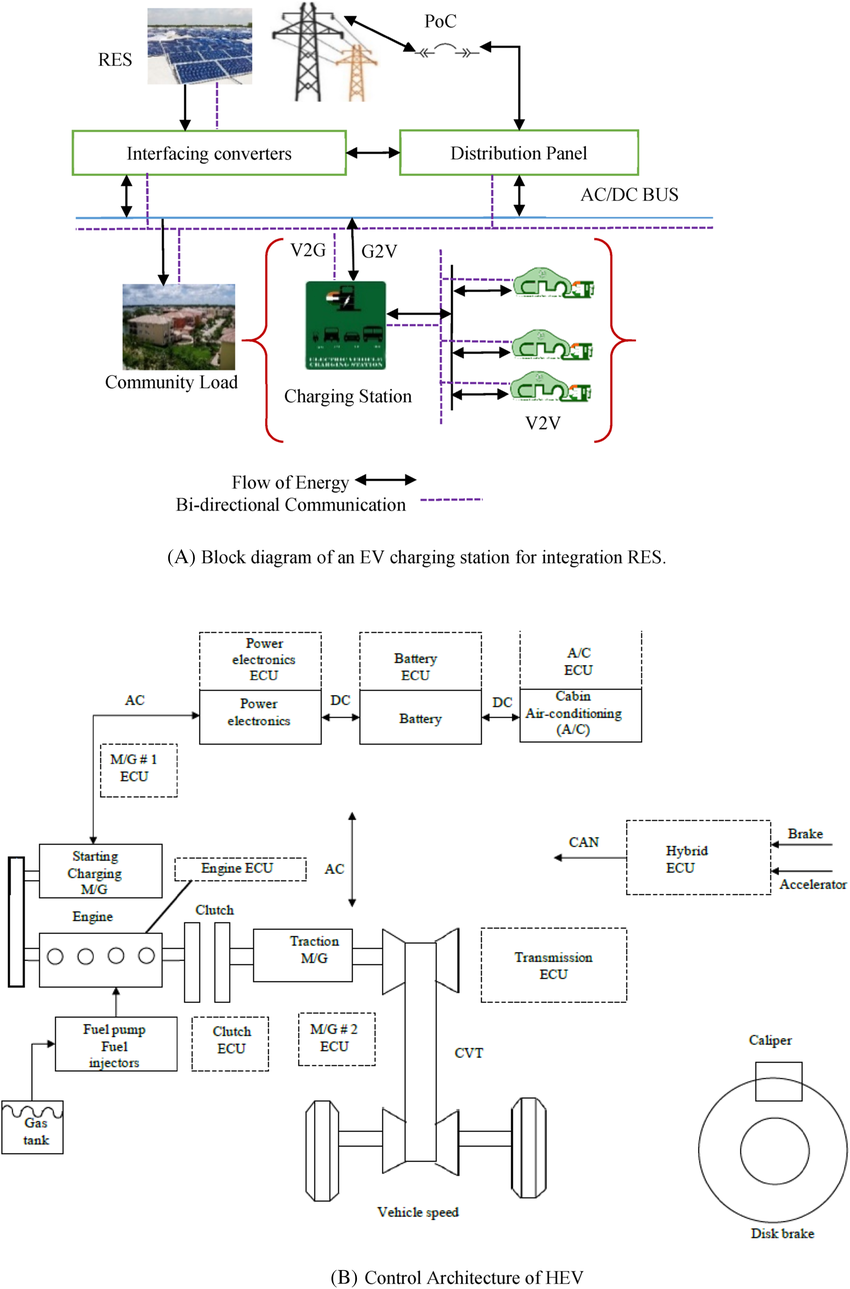 PoC
RES
Interfacing converters
Distribution Panel
AC/DC BUS
V2G
G2V
ELECTRIC VEHICLE
CHARGING STATION
Community Load
Charging Station
V2V
Flow of Energy
Bi-directional Communication
(A) Block diagram of an EV charging station for integration RES.
Power
electronics
ECU
Battery
ECU
A/C
ECU
AC
Power
electronics
DC
Battery
DC
Cabin
Air-conditioning
(A/C)
M/G # 1
ECU
Starting
Charging
M/G
Engine ECU
AC
CAN
Hybrid
ECU
Brake
Accelerator
Engine
Clutch
Traction
M/G
Transmission
ECU
Fuel pump
Fuel
injectors
Clutch
ECU
M/G # 2
ECU
CVT
Caliper
Gas
tank
Vehicle speed
Disk brake
(B) Control Architecture of HEV